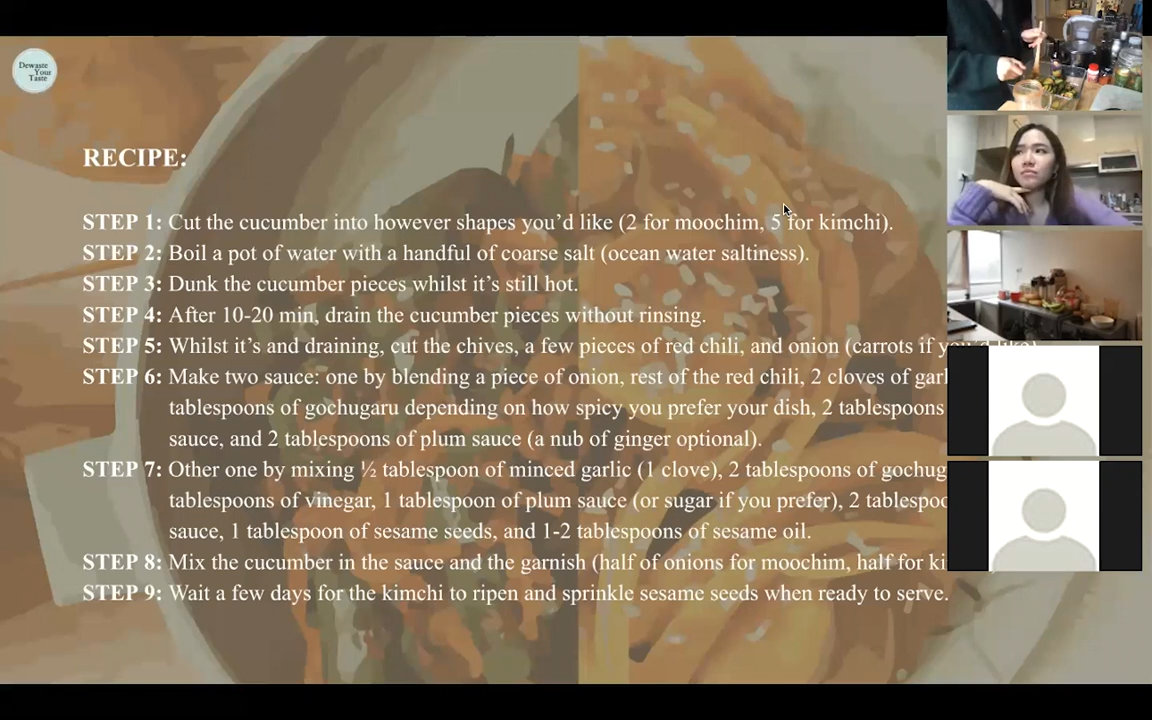 Dewaste
Your
Taste
RECIPE:
STEP 1: Cut the cucumber into however shapes you’d like (2 for moochim, 5 for kimchi).
STEP 2: Boil a pot of water with a handful of coarse salt (ocean water saltiness).
STEP 3: Dunk the cucumber pieces whilst it’s still hot.
STEP 4: After 10-20 min, drain the cucumber pieces without rinsing.
STEP 5: Whilst it’s and draining, cut the chives, a few pieces of red chili, and onion (carrots if you’d like).
STEP 6: Make two sauce: one by blending a piece of onion, rest of the red chili, 2 cloves of
tablespoons of gochugaru depending on how spicy you prefer your dish, 2 tablespoons
sauce, and 2 tablespoons of plum sauce (a nub of ginger optional).
STEP 7: Other one by mixing ½ tablespoon of minced garlic (1 clove), 2 tablespoons of
tablespoons of vinegar, 1 tablespoon of plum sauce (or sugar if you prefer), 2
sauce, 1 tablespoon of sesame seeds, and 1-2 tablespoons of sesame oil.
STEP 8: Mix the cucumber in the sauce and the garnish (half of onions for moochim, half for
STEP 9: Wait a few days for the kimchi to ripen and sprinkle sesame seeds when ready to serve.